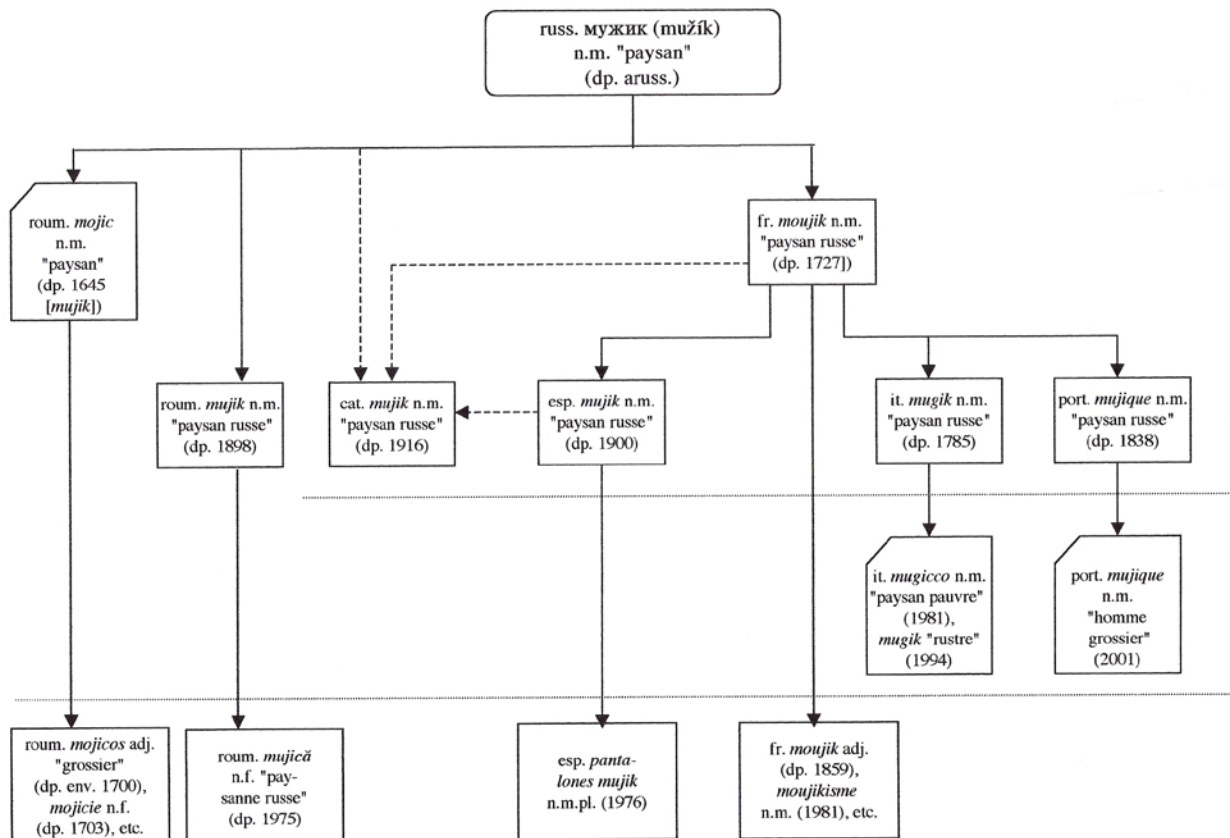 russ. мужик (mužík)
n.m. "paysan"
(dp. aruss.)
roum. mojic
n.m.
"paysan"
(dp. 1645
[mujik])
fr. moujik n.m.
"paysan russe"
(dp. 1727])
roum. mujik n.m.
"paysan russe"
(dp. 1898)
cat. mujik n.m.
"paysan russe"
(dp. 1916)
esp. mujik n.m.
"paysan russe"
(dp. 1900)
it. mugik n.m.
"paysan russe"
(dp. 1785)
port. mujique n.m.
"paysan russe"
(dp. 1838)
it. mugicco n.m.
"paysan pauvre"
(1981),
mugik "rustre"
(1994)
port. mujique
n.m.
"homme
grossier"
(2001)
roum. mojicos adj.
"grossier"
(dp. env. 1700),
mojicie n.f.
(dp. 1703), etc.
roum. mujică
n.f. "pay-
sanne russe"
(dp. 1975)
esp. panta-
lones mujik
n.m.pl. (1976)
fr. moujik adj.
(dp. 1859),
moujikisme
n.m. (1981), etc.